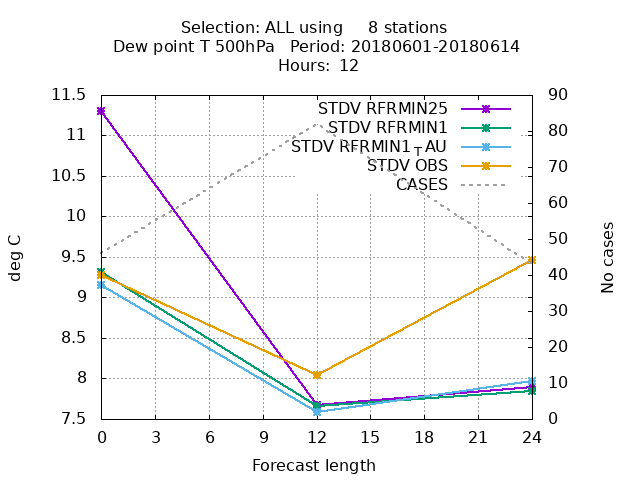 Selection: ALL using     8 stations
Dew point T 500hPa   Period: 20180601-20180614
Hours: 12
11.5
11
10.5
10
9.5
9
8.5
8
7.5
deg C
STDV RFRMIN25
STDV RFRMIN1
STDV RFRMIN1TAU
STDV OBS
CASES
90
80
70
60
50
40
30
20
10
0
No cases
0 3 6 9 12 15 18 21 24
Forecast length